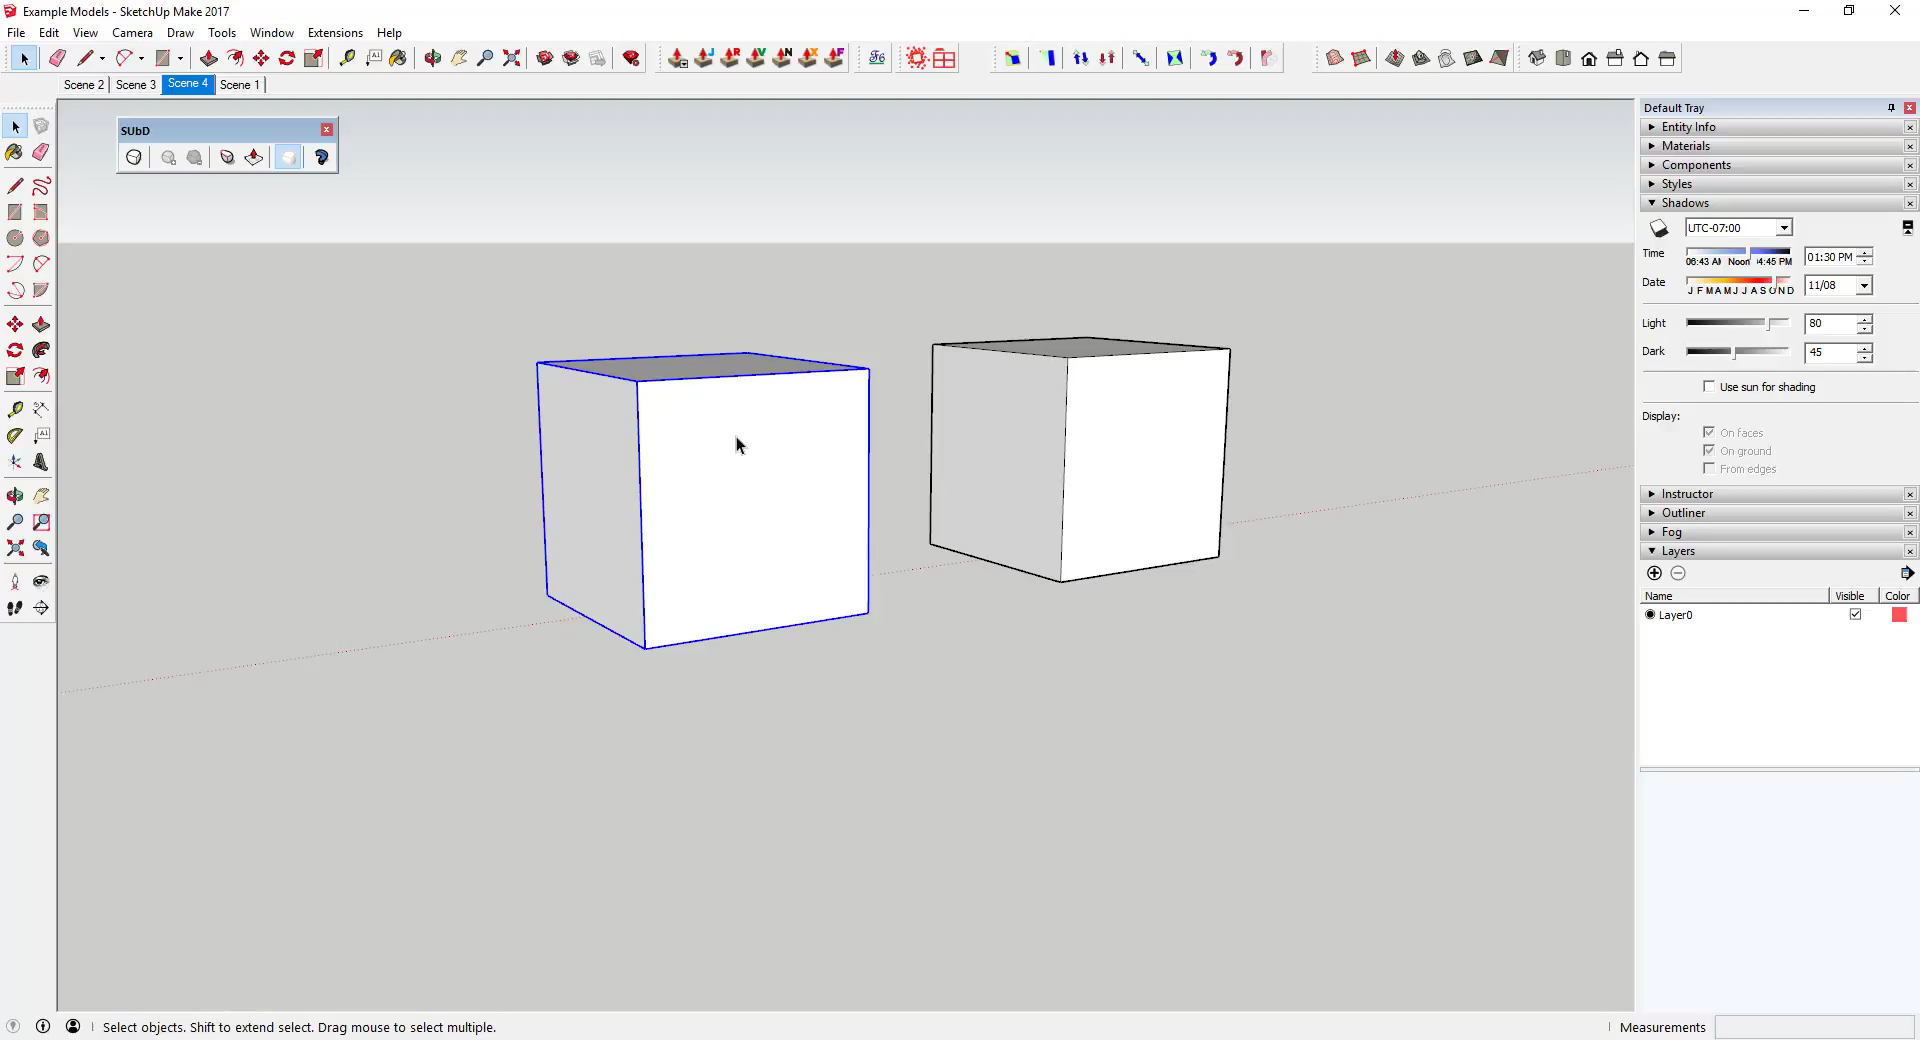 Example Models - SketchUp Make 2017
File Edit View Camera Draw Tools Window Extensions Help
Scene 2 Scene 3 Scene 4 Scene 1
SUbD
Default Tray
Entity Info
Materials
Components
Styles
Shadows
UTC-07:00
Time 06:43 AM Noon 4:45 PM 01:30 PM
Date J F M A M J J A S O N D 11/08
Light 80
Dark 45
Use sun for shading
Display:
On faces
On ground
From edges
Instructor
Outliner
Fog
Layers
Name Visible Color
Layer0
Select objects. Shift to extend select. Drag mouse to select multiple.
Measurements